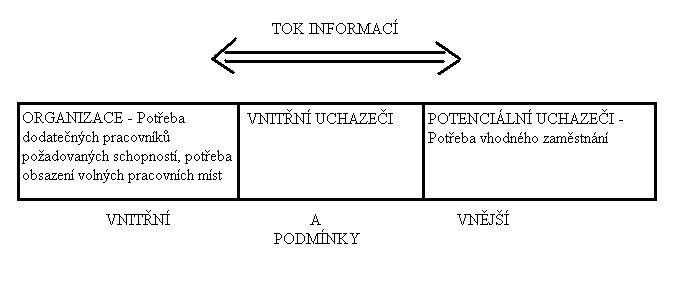 TOK INFORMACÍ
ORGANIZACE - Potřeba
dodatečných pracovníků
požadovaných schopností, potřeba
obsazení volných pracovních míst
VNITŘNÍ UCHAZEČI
POTENCIÁLNÍ UCHAZEČI -
Potřeba vhodného zaměstnání
VNITŘNÍ A VNĚJŠÍ
PODMÍNKY